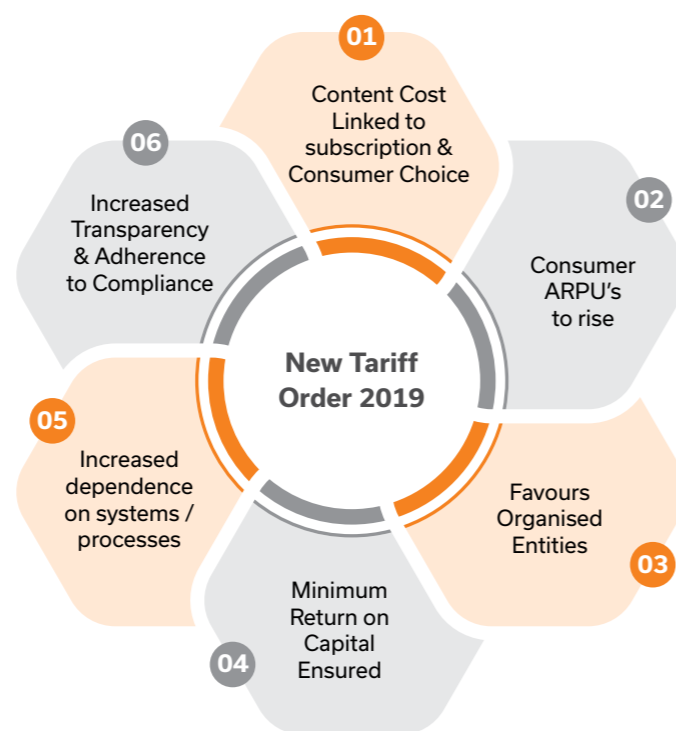 01
Content Cost
Linked to
subscription &
Consumer Choice
02
Consumer
ARPU's
to rise
03
Favours
Organised
Entities
04
Minimum
Return on
Capital
Ensured
05
Increased
dependence
on systems /
processes
06
Increased
Transparency
& Adherence
to Compliance
New Tariff
Order 2019